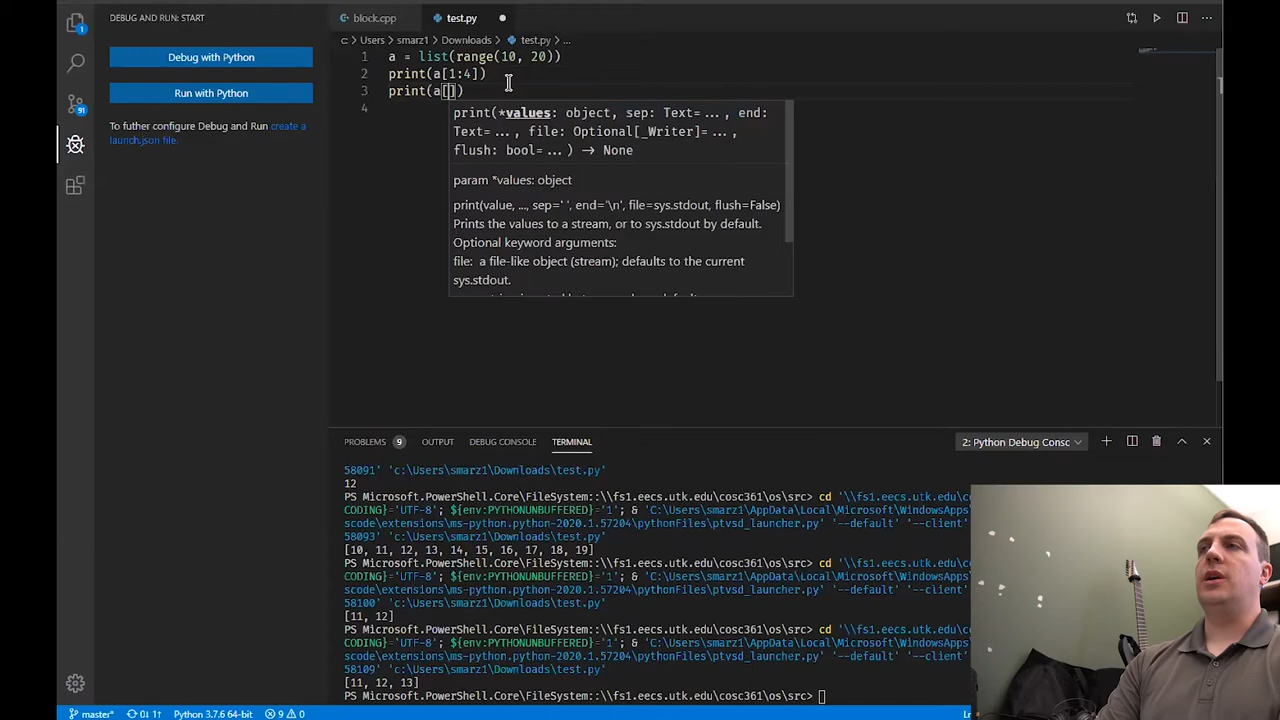 DEBUG AND RUN: START
block.cpp
test.py
c > Users > smarz1 > Downloads > test.py > ...
Debug with Python
Run with Python
To futher configure Debug and Run create a
launch.json file.
1 a = list(range(10, 20))
2 print(a[1:4])
3 print(a[])
4
print(*values: object, sep: Text=..., end:
Text=..., file: Optional[_Writer]=...,
flush: bool=...) -> None
param *values: object
print(value, ..., sep=' ', end='\n', file=sys.stdout, flush=False)
Prints the values to a stream, or to sys.stdout by default.
Optional keyword arguments:
file: a file-like object (stream); defaults to the current
sys.stdout.
1
91
PROBLEMS 9 OUTPUT DEBUG CONSOLE TERMINAL
2: Python Debug Consc
58091' 'c:\Users\smarz1\Downloads\test.py'
12
PS Microsoft.PowerShell.Core\FileSystem::\\fs1.eecs.utk.edu\cosc361\os\src> cd '\\fs1.eecs.utk.edu\co
CODING}='UTF-8'; ${env:PYTHONUNBUFFERED}='1'; & 'C:\Users\smarz1\AppData\Local\Microsoft\WindowsApps
scode\extensions\ms-python.python-2020.1.57204\pythonFiles\ptvsd_launcher.py' '--default' '--client'
58093' 'c:\Users\smarz1\Downloads\test.py'
[10, 11, 12, 13, 14, 15, 16, 17, 18, 19]
PS Microsoft.PowerShell.Core\FileSystem::\\fs1.eecs.utk.edu\cosc361\os\src> cd '\\fs1.eecs.utk.edu
CODING}='UTF-8'; ${env:PYTHONUNBUFFERED}='1'; & 'C:\Users\smarz1\AppData\Local\Microsoft\WindowsApps
scode\extensions\ms-python.python-2020.1.57204\pythonFiles\ptvsd_launcher.py' '--default' '--client'
58100' 'c:\Users\smarz1\Downloads\test.py'
[11, 12]
PS Microsoft.PowerShell.Core\FileSystem::\\fs1.eecs.utk.edu\cosc361\os\src> cd '\\fs1.eecs.utk.edu
CODING}='UTF-8'; ${env:PYTHONUNBUFFERED}='1'; & 'C:\Users\smarz1\AppData\Local\Microsoft\WindowsApps
scode\extensions\ms-python.python-2020.1.57204\pythonFiles\ptvsd_launcher.py' '--default' '--client'
58109' 'c:\Users\smarz1\Downloads\test.py'
[11, 12, 13]
PS Microsoft.PowerShell.Core\FileSystem::\\fs1.eecs.utk.edu\cosc361\os\src>
master* 0↓ 1↑ Python 3.7.6 64-bit 9 0